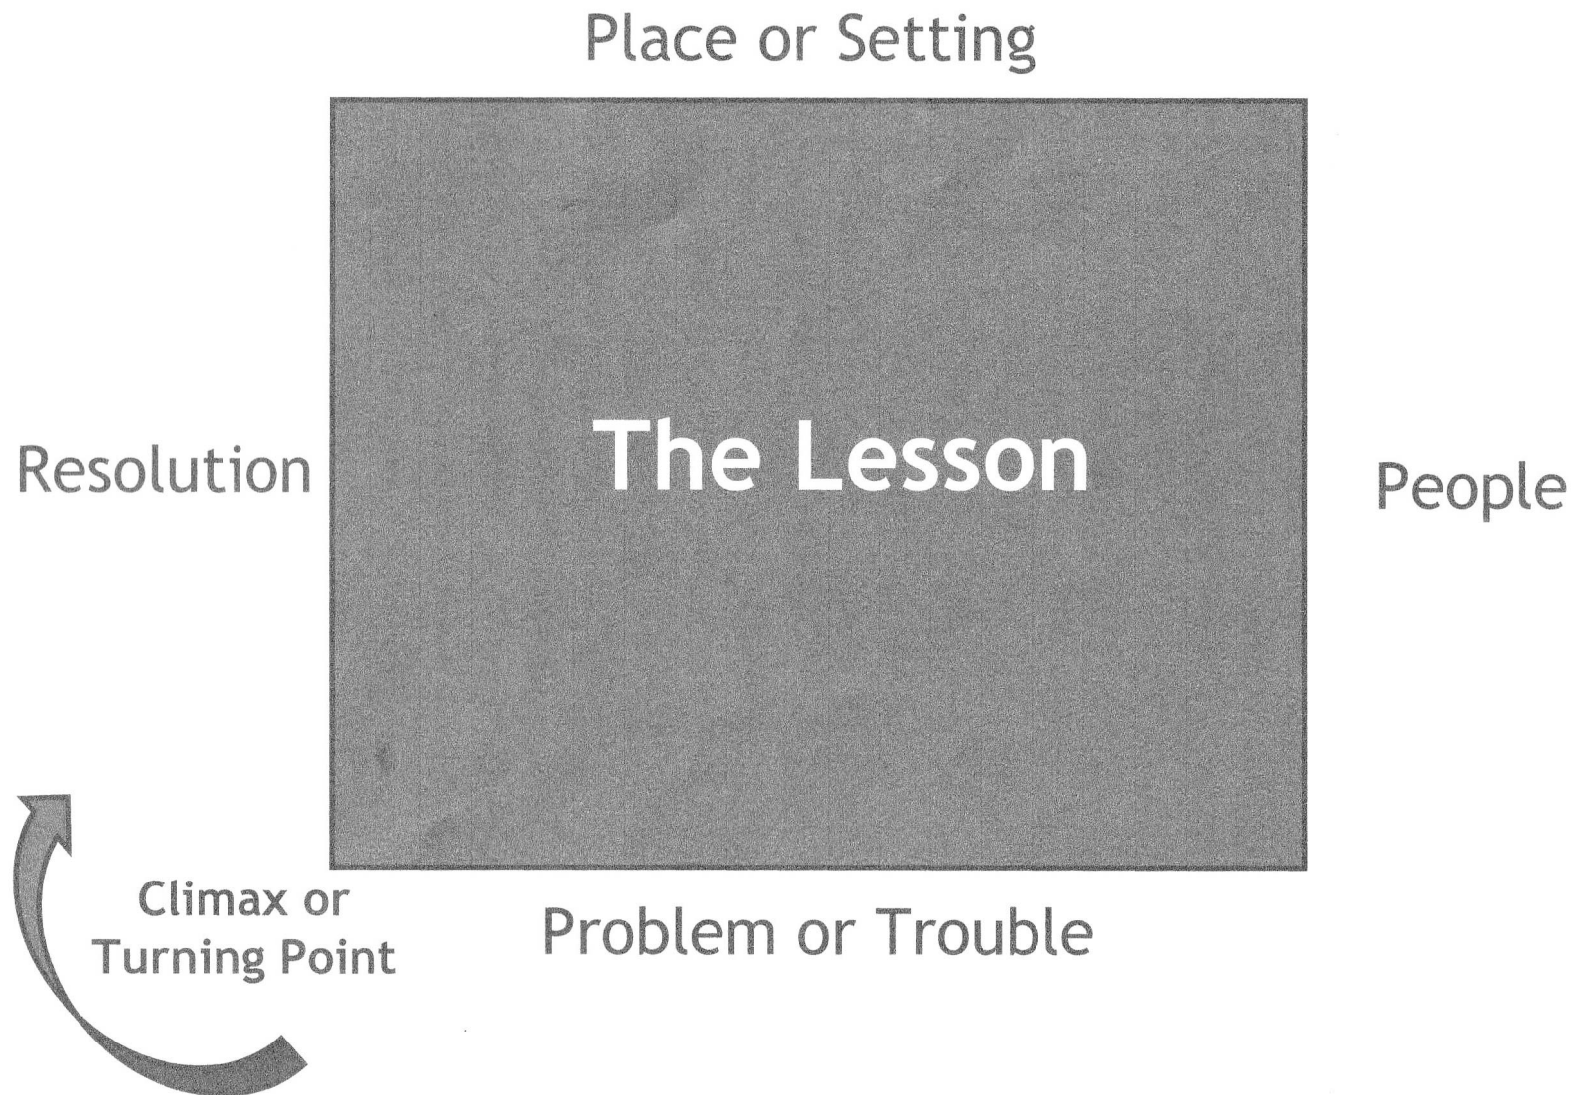 Place or Setting
The Lesson
Resolution
People
Climax or
Turning Point
Problem or Trouble